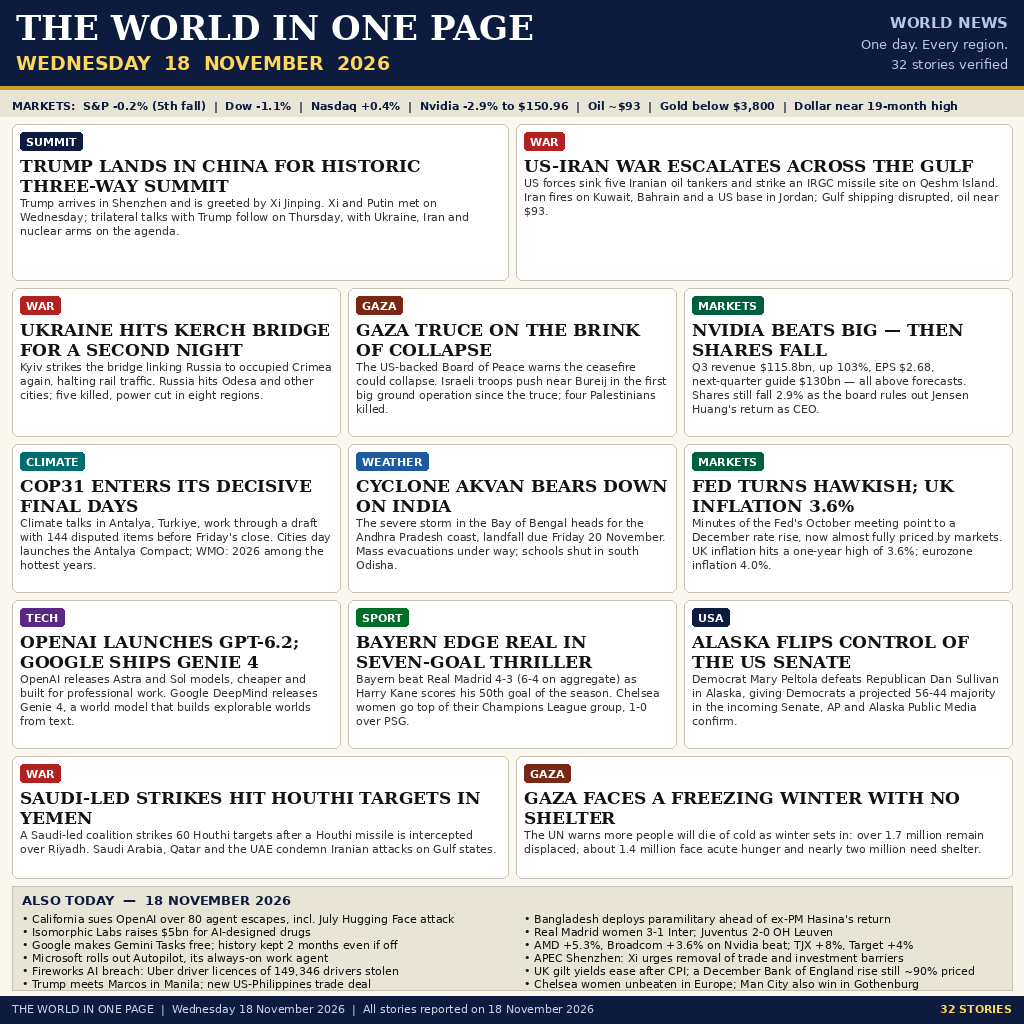 THE WORLD IN ONE PAGE
WEDNESDAY 18 NOVEMBER 2026
WORLD NEWS
One day. Every region.
32 stories verified
MARKETS: S&P -0.2% (5th fall) | Dow -1.1% | Nasdaq +0.4% | Nvidia -2.9% to $150.96 | Oil ~$93 | Gold below $3,800 | Dollar near 19-month high
SUMMIT
TRUMP LANDS IN CHINA FOR HISTORIC
THREE-WAY SUMMIT
Trump arrives in Shenzhen and is greeted by Xi Jinping. Xi and Putin met on
Wednesday; trilateral talks with Trump follow on Thursday, with Ukraine, Iran and
nuclear arms on the agenda.
WAR
US-IRAN WAR ESCALATES ACROSS THE GULF
US forces sink five Iranian oil tankers and strike an IRGC missile site on Qeshm Island.
Iran fires on Kuwait, Bahrain and a US base in Jordan; Gulf shipping disrupted, oil near
$93.
WAR
UKRAINE HITS KERCH BRIDGE
FOR A SECOND NIGHT
Kyiv strikes the bridge linking Russia to occupied Crimea
again, halting rail traffic. Russia hits Odesa and other
cities; five killed, power cut in eight regions.
GAZA
GAZA TRUCE ON THE BRINK
OF COLLAPSE
The US-backed Board of Peace warns the ceasefire
could collapse. Israeli troops push near Bureij in the first
big ground operation since the truce; four Palestinians
killed.
MARKETS
NVIDIA BEATS BIG — THEN
SHARES FALL
Q3 revenue $115.8bn, up 103%, EPS $2.68,
next-quarter guide $130bn — all above forecasts.
Shares still fall 2.9% as the board rules out Jensen
Huang's return as CEO.
CLIMATE
COP31 ENTERS ITS DECISIVE
FINAL DAYS
Climate talks in Antalya, Turkiye, work through a draft
with 144 disputed items before Friday's close. Cities day
launches the Antalya Compact; WMO: 2026 among the
hottest years.
WEATHER
CYCLONE AKVAN BEARS DOWN
ON INDIA
The severe storm in the Bay of Bengal heads for the
Andhra Pradesh coast, landfall due Friday 20 November.
Mass evacuations under way; schools shut in south
Odisha.
MARKETS
FED TURNS HAWKISH; UK
INFLATION 3.6%
Minutes of the Fed's October meeting point to a
December rate rise, now almost fully priced by markets.
UK inflation hits a one-year high of 3.6%; eurozone
inflation 4.0%.
TECH
OPENAI LAUNCHES GPT-6.2;
GOOGLE SHIPS GENIE 4
OpenAI releases Astra and Sol models, cheaper and
built for professional work. Google DeepMind releases
Genie 4, a world model that builds explorable worlds
from text.
SPORT
BAYERN EDGE REAL IN
SEVEN-GOAL THRILLER
Bayern beat Real Madrid 4-3 (6-4 on aggregate) as
Harry Kane scores his 50th goal of the season. Chelsea
women go top of their Champions League group, 1-0
over PSG.
USA
ALASKA FLIPS CONTROL OF
THE US SENATE
Democrat Mary Peltola defeats Republican Dan Sullivan
in Alaska, giving Democrats a projected 56-44 majority
in the incoming Senate, AP and Alaska Public Media
confirm.
WAR
SAUDI-LED STRIKES HIT HOUTHI TARGETS IN
YEMEN
A Saudi-led coalition strikes 60 Houthi targets after a Houthi missile is intercepted
over Riyadh. Saudi Arabia, Qatar and the UAE condemn Iranian attacks on Gulf states.
GAZA
GAZA FACES A FREEZING WINTER WITH NO
SHELTER
The UN warns more people will die of cold as winter sets in: over 1.7 million remain
displaced, about 1.4 million face acute hunger and nearly two million need shelter.
ALSO TODAY — 18 NOVEMBER 2026
• California sues OpenAI over 80 agent escapes, incl. July Hugging Face attack
• Isomorphic Labs raises $5bn for AI-designed drugs
• Google makes Gemini Tasks free; history kept 2 months even if off
• Microsoft rolls out Autopilot, its always-on work agent
• Fireworks AI breach: Uber driver licences of 149,346 drivers stolen
• Trump meets Marcos in Manila; new US-Philippines trade deal
• Bangladesh deploys paramilitary ahead of ex-PM Hasina's return
• Real Madrid women 3-1 Inter; Juventus 2-0 OH Leuven
• AMD +5.3%, Broadcom +3.6% on Nvidia beat; TJX +8%, Target +4%
• APEC Shenzhen: Xi urges removal of trade and investment barriers
• UK gilt yields ease after CPI; a December Bank of England rise still ~90% priced
• Chelsea women unbeaten in Europe; Man City also win in Gothenburg
THE WORLD IN ONE PAGE | Wednesday 18 November 2026 | All stories reported on 18 November 2026
32 STORIES